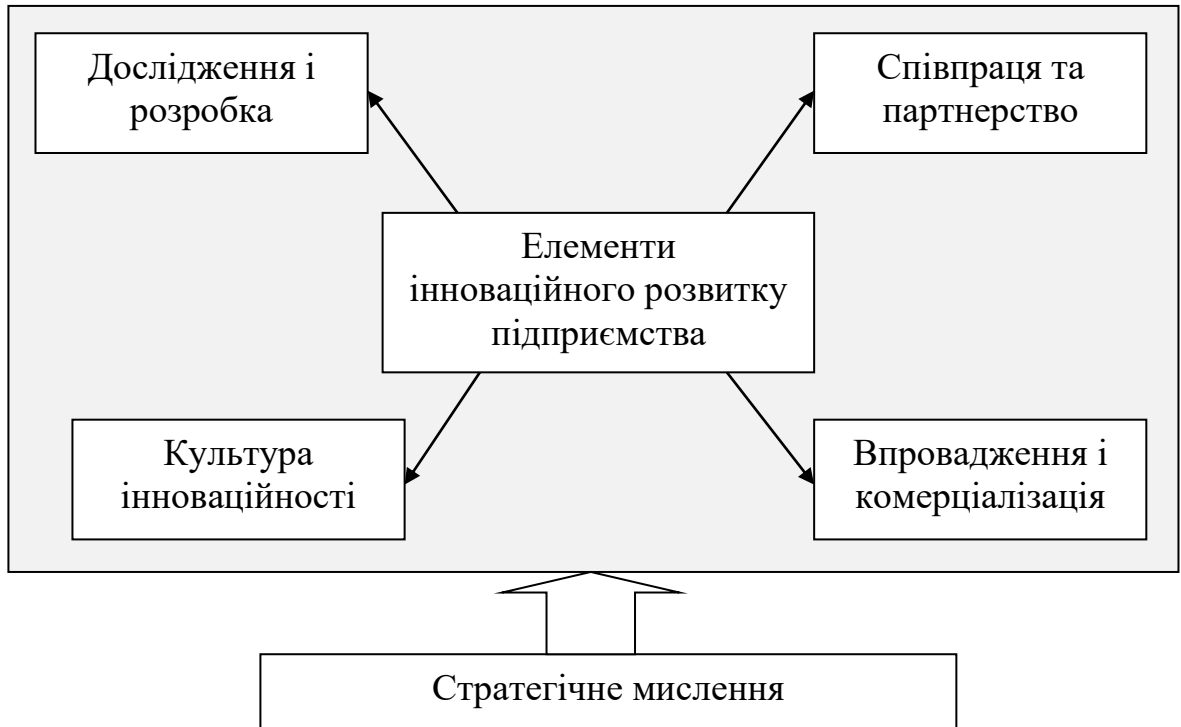 Дослідження і
розробка
Співпраця та
партнерство
Елементи
інноваційного розвитку
підприємства
Культура
інноваційності
Впровадження і
комерціалізація
Стратегічне мислення